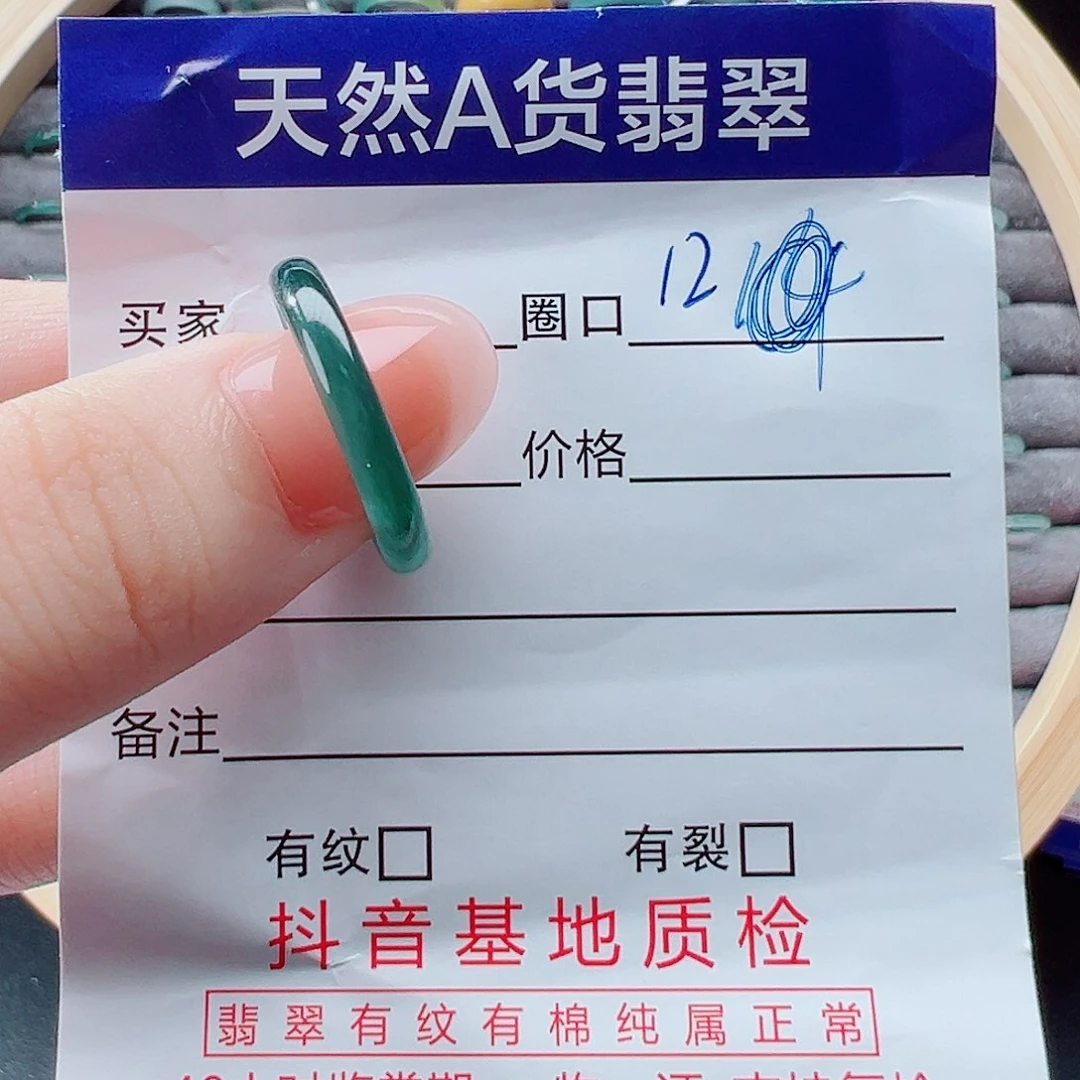 天然A货翡翠
买家 圈口 12
价格
备注
有纹 有裂
抖音基地质检
翡翠有纹有棉纯属正常